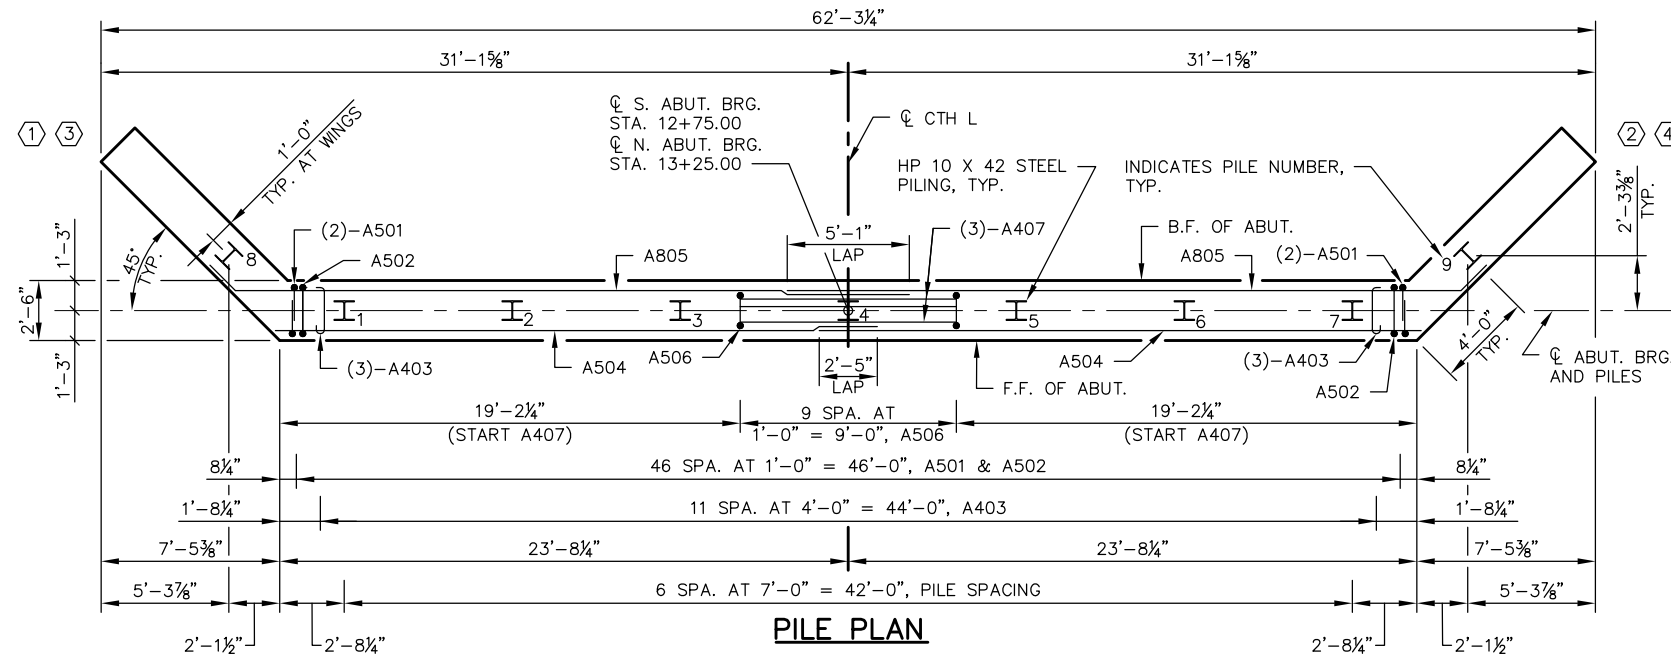 62'-3¼"
31'-1⅝"
31'-1⅝"
℄ S. ABUT. BRG.
STA. 12+75.00
℄ N. ABUT. BRG.
STA. 13+25.00
℄ CTH L
1 3
2 4
1'-0"
TYP. AT WINGS
HP 10 X 42 STEEL
PILING, TYP.
INDICATES PILE NUMBER,
TYP.
2'-3⅜"
TYP.
(2)-A501
A502
A805
5'-1"
LAP
(3)-A407
B.F. OF ABUT.
A805
(2)-A501
45°
TYP.
1'-3"
2'-6"
1'-3"
8
9
1
2
3
4
5
6
7
(3)-A403
A504
A506
2'-5"
LAP
F.F. OF ABUT.
A504
(3)-A403
A502
4'-0"
TYP.
℄ ABUT. BRG.
AND PILES
19'-2¼"
(START A407)
9 SPA. AT
1'-0" = 9'-0", A506
19'-2¼"
(START A407)
8¼"
46 SPA. AT 1'-0" = 46'-0", A501 & A502
8¼"
1'-8¼"
11 SPA. AT 4'-0" = 44'-0", A403
1'-8¼"
7'-5⅜"
23'-8¼"
23'-8¼"
7'-5⅜"
5'-3⅞"
6 SPA. AT 7'-0" = 42'-0", PILE SPACING
5'-3⅞"
2'-1½"
2'-8¼"
2'-8¼"
2'-1½"
PILE PLAN